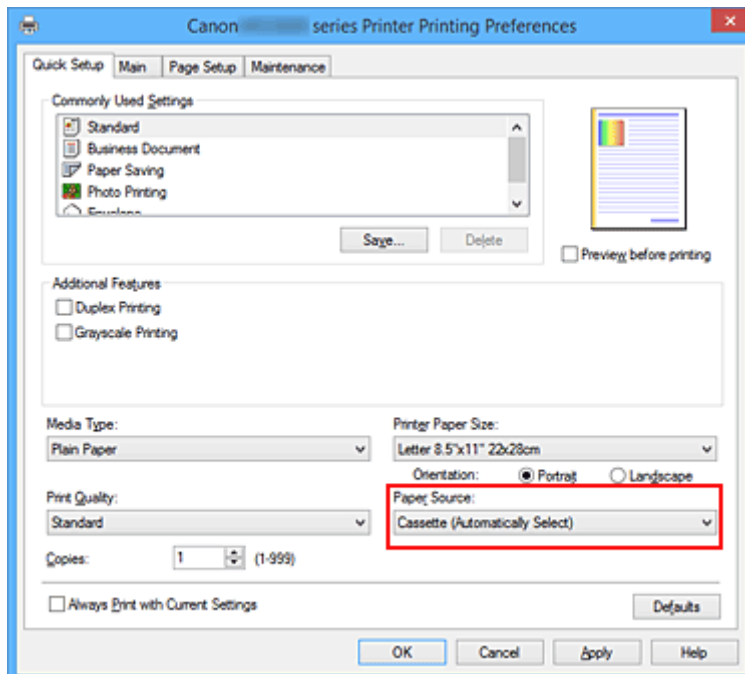 Canon series Printer Printing Preferences
Quick Setup Main Page Setup Maintenance
Commonly Used Settings
Standard
Business Document
Paper Saving
Photo Printing
Envelope
Save... Delete
Preview before printing
Additional Features
Duplex Printing
Grayscale Printing
Media Type:
Plain Paper
Printer Paper Size:
Letter 8.5"x11" 22x28cm
Orientation: Portrait Landscape
Print Quality:
Standard
Paper Source:
Cassette (Automatically Select)
Copies: 1 (1-999)
Always Print with Current Settings
Defaults
OK Cancel Apply Help